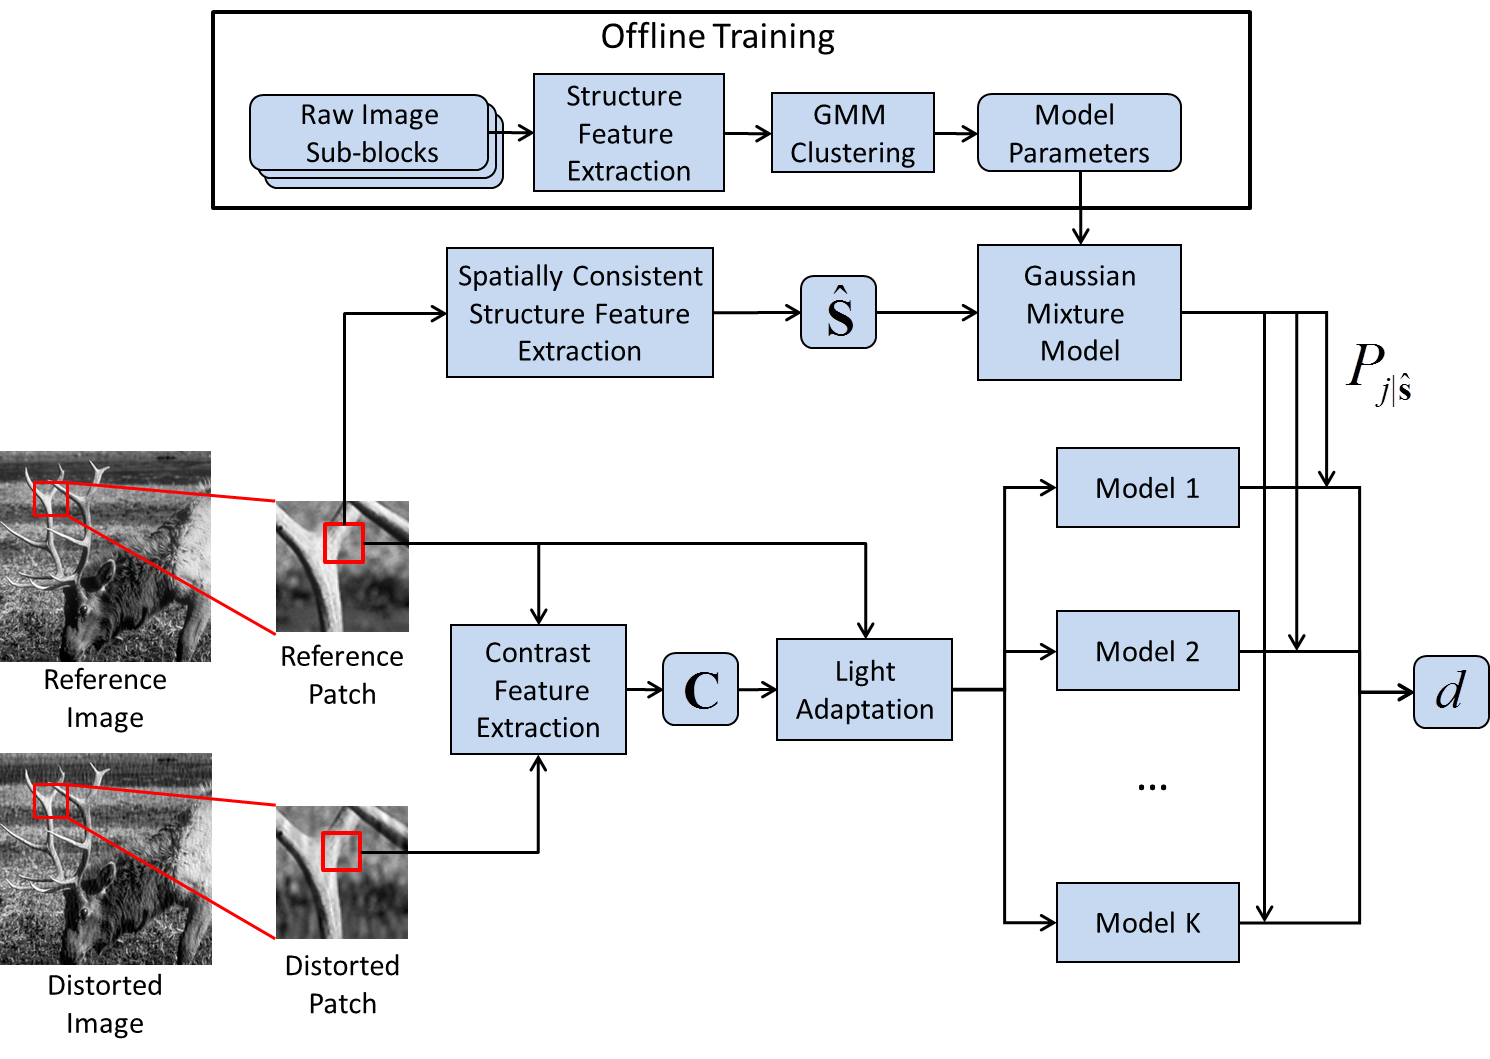 Offline Training
Raw Image
Sub-blocks
Structure
Feature
Extraction
GMM
Clustering
Model
Parameters
Spatially Consistent
Structure Feature
Extraction
Ŝ
Gaussian
Mixture
Model
P_{j|ŝ}
Reference
Image
Reference
Patch
Contrast
Feature
Extraction
C
Light
Adaptation
Model 1
Model 2
...
Model K
d
Distorted
Image
Distorted
Patch